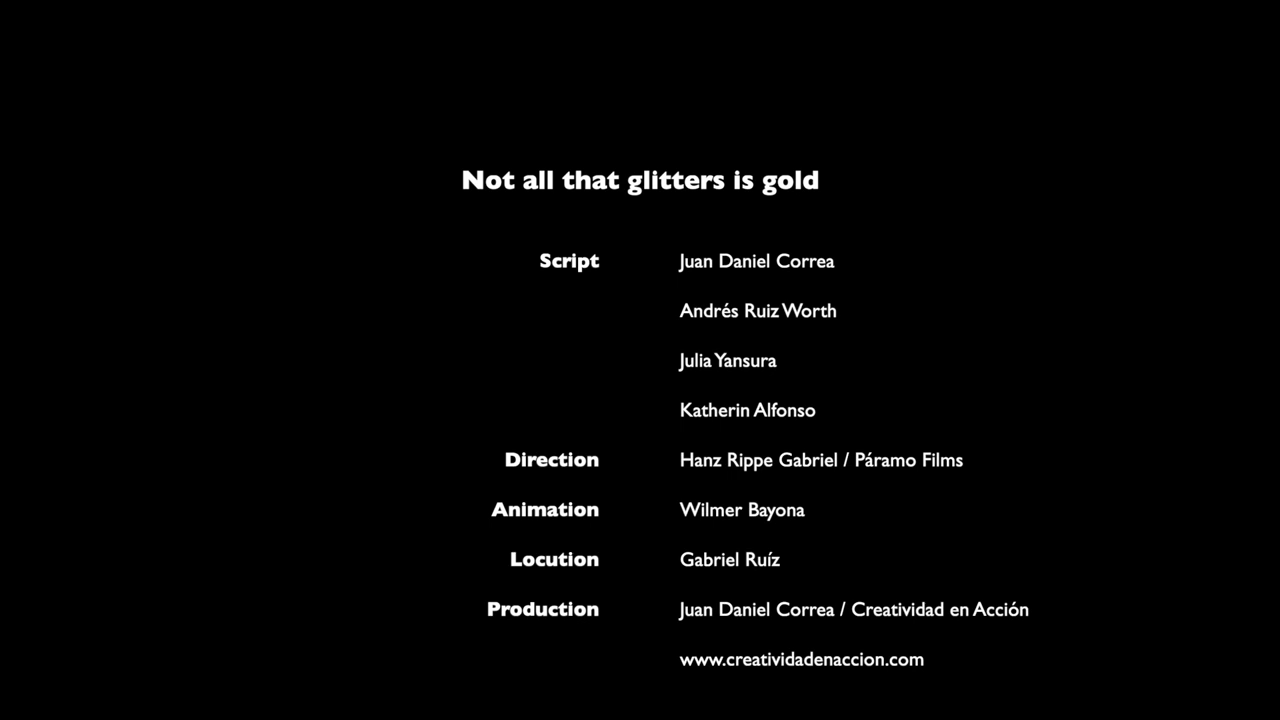 Not all that glitters is gold
Script Juan Daniel Correa
Andrés Ruiz Worth
Julia Yansura
Katherin Alfonso
Direction Hanz Rippe Gabriel / Páramo Films
Animation Wilmer Bayona
Locution Gabriel Ruíz
Production Juan Daniel Correa / Creatividad en Acción
www.creatividadenaccion.com